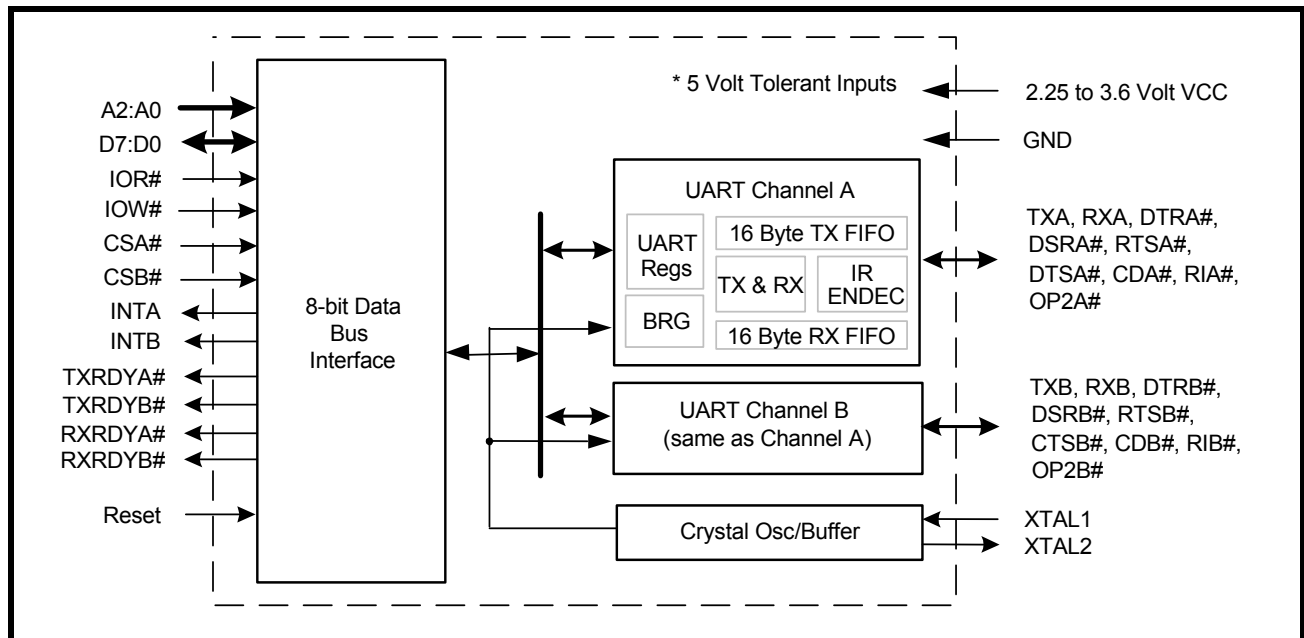 A2:A0
D7:D0
IOR#
IOW#
CSA#
CSB#
INTA
INTB
TXRDYA#
TXRDYB#
RXRDYA#
RXRDYB#
Reset
8-bit Data
Bus
Interface
* 5 Volt Tolerant Inputs
UART Channel A
UART
Regs
BRG
16 Byte TX FIFO
TX & RX
IR
ENDEC
16 Byte RX FIFO
UART Channel B
(same as Channel A)
Crystal Osc/Buffer
2.25 to 3.6 Volt VCC
GND
TXA, RXA, DTRA#,
DSRA#, RTSA#,
DTSA#, CDA#, RIA#,
OP2A#
TXB, RXB, DTRB#,
DSRB#, RTSB#,
CTSB#, CDB#, RIB#,
OP2B#
XTAL1
XTAL2